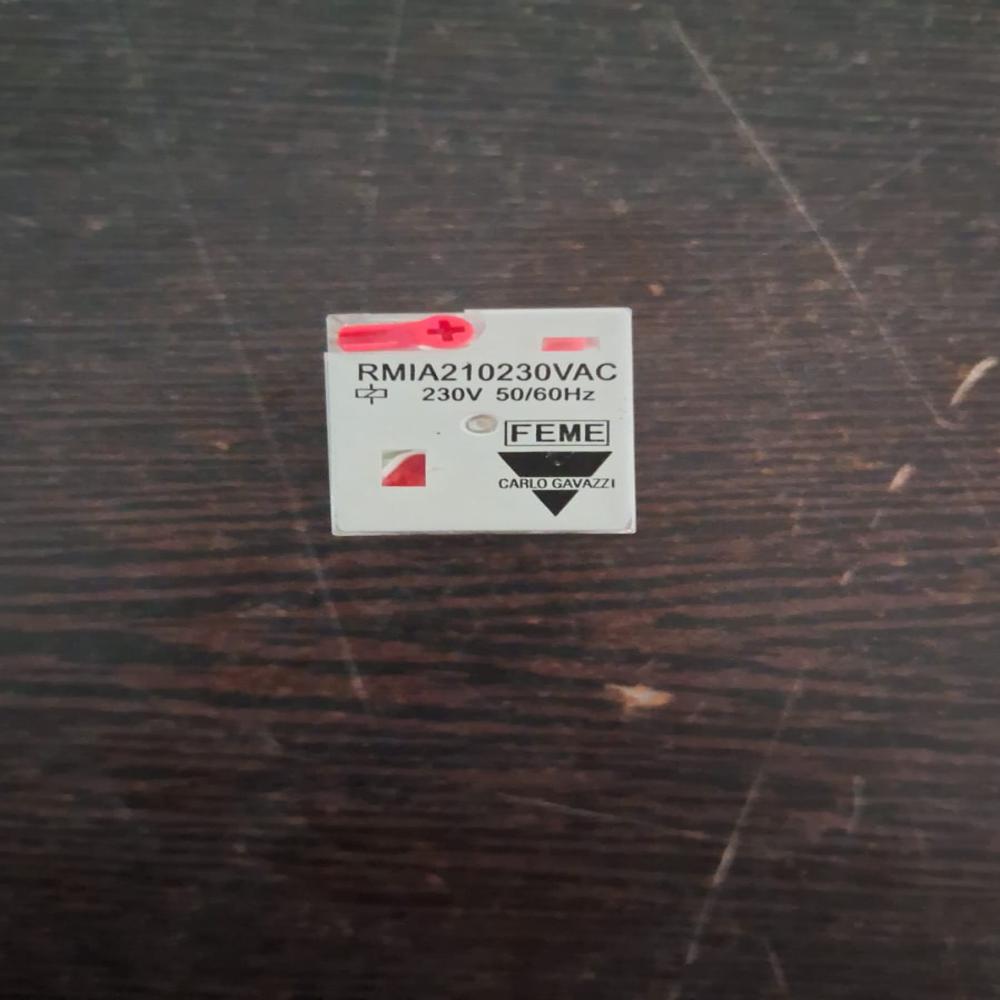 RMIA210230VAC
230V 50/60Hz
FEME
CARLO GAVAZZI